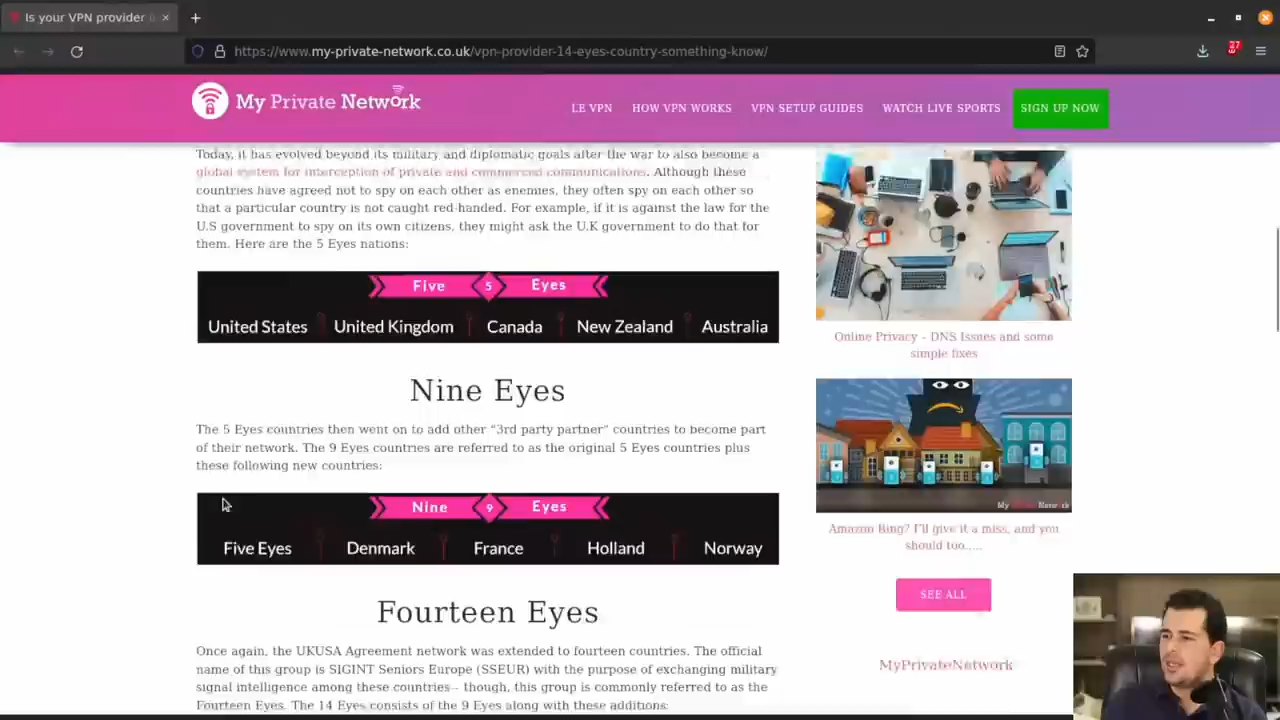 Is your VPN provider
https://www.my-private-network.co.uk/vpn-provider-14-eyes-country-something-know/
27
My Private Network
LE VPN
HOW VPN WORKS
VPN SETUP GUIDES
WATCH LIVE SPORTS
SIGN UP NOW
Today, it has evolved beyond its military and diplomatic goals after the war to also become a
global system for interception of private and commercial communications. Although these
countries have agreed not to spy on each other as enemies, they often spy on each other so
that a particular country is not caught red-handed. For example, if it is against the law for the
U.S government to spy on its own citizens, they might ask the U.K government to do that for
them. Here are the 5 Eyes nations:
Five 5 Eyes
United States United Kingdom Canada New Zealand Australia
Nine Eyes
The 5 Eyes countries then went on to add other “3rd party partner” countries to become part
of their network. The 9 Eyes countries are referred to as the original 5 Eyes countries plus
these following new countries:
Nine 9 Eyes
Five Eyes Denmark France Holland Norway
Fourteen Eyes
Once again, the UKUSA Agreement network was extended to fourteen countries. The official
name of this group is SIGINT Seniors Europe (SSEUR) with the purpose of exchanging military
signal intelligence among these countries– though, this group is commonly referred to as the
Fourteen Eyes. The 14 Eyes consists of the 9 Eyes along with these additions:
Online Privacy – DNS Issues and some
simple fixes
My Private Network
Amazon Ring? I'll give it a miss, and you
should too…..
SEE ALL
MyPrivateNetwork